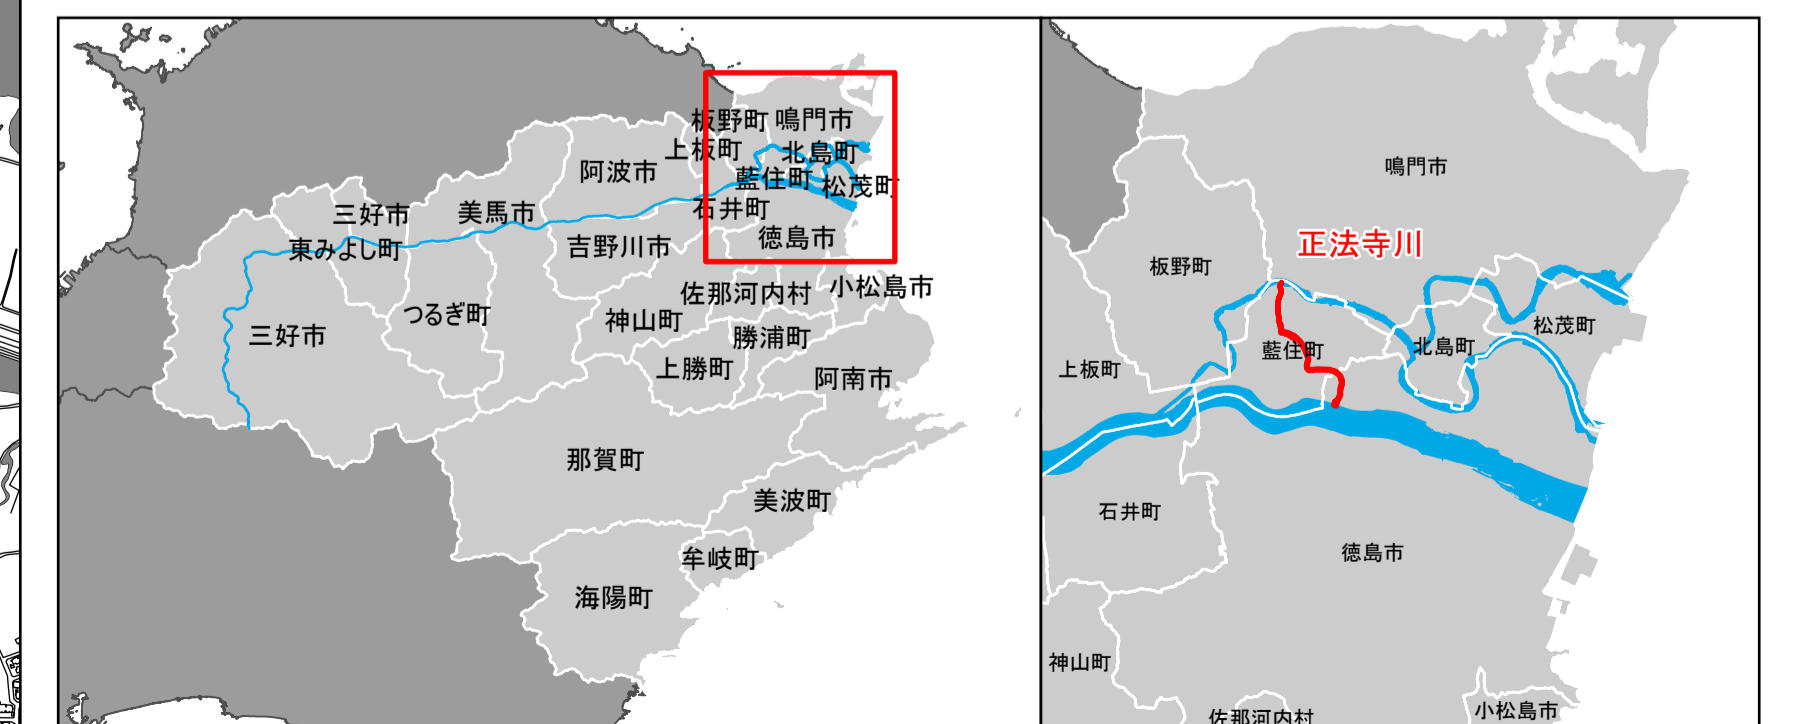 板野町
鳴門市
上板町
北島町
阿波市
藍住町
松茂町
石井町
三好市
美馬市
徳島市
東みよし町
吉野川市
小松島市
佐那河内村
つるぎ町
神山町
三好市
勝浦町
上勝町
阿南市
那賀町
美波町
牟岐町
海陽町
鳴門市
正法寺川
板野町
松茂町
藍住町
北島町
上板町
石井町
徳島市
神山町
小松島市
佐那河内村